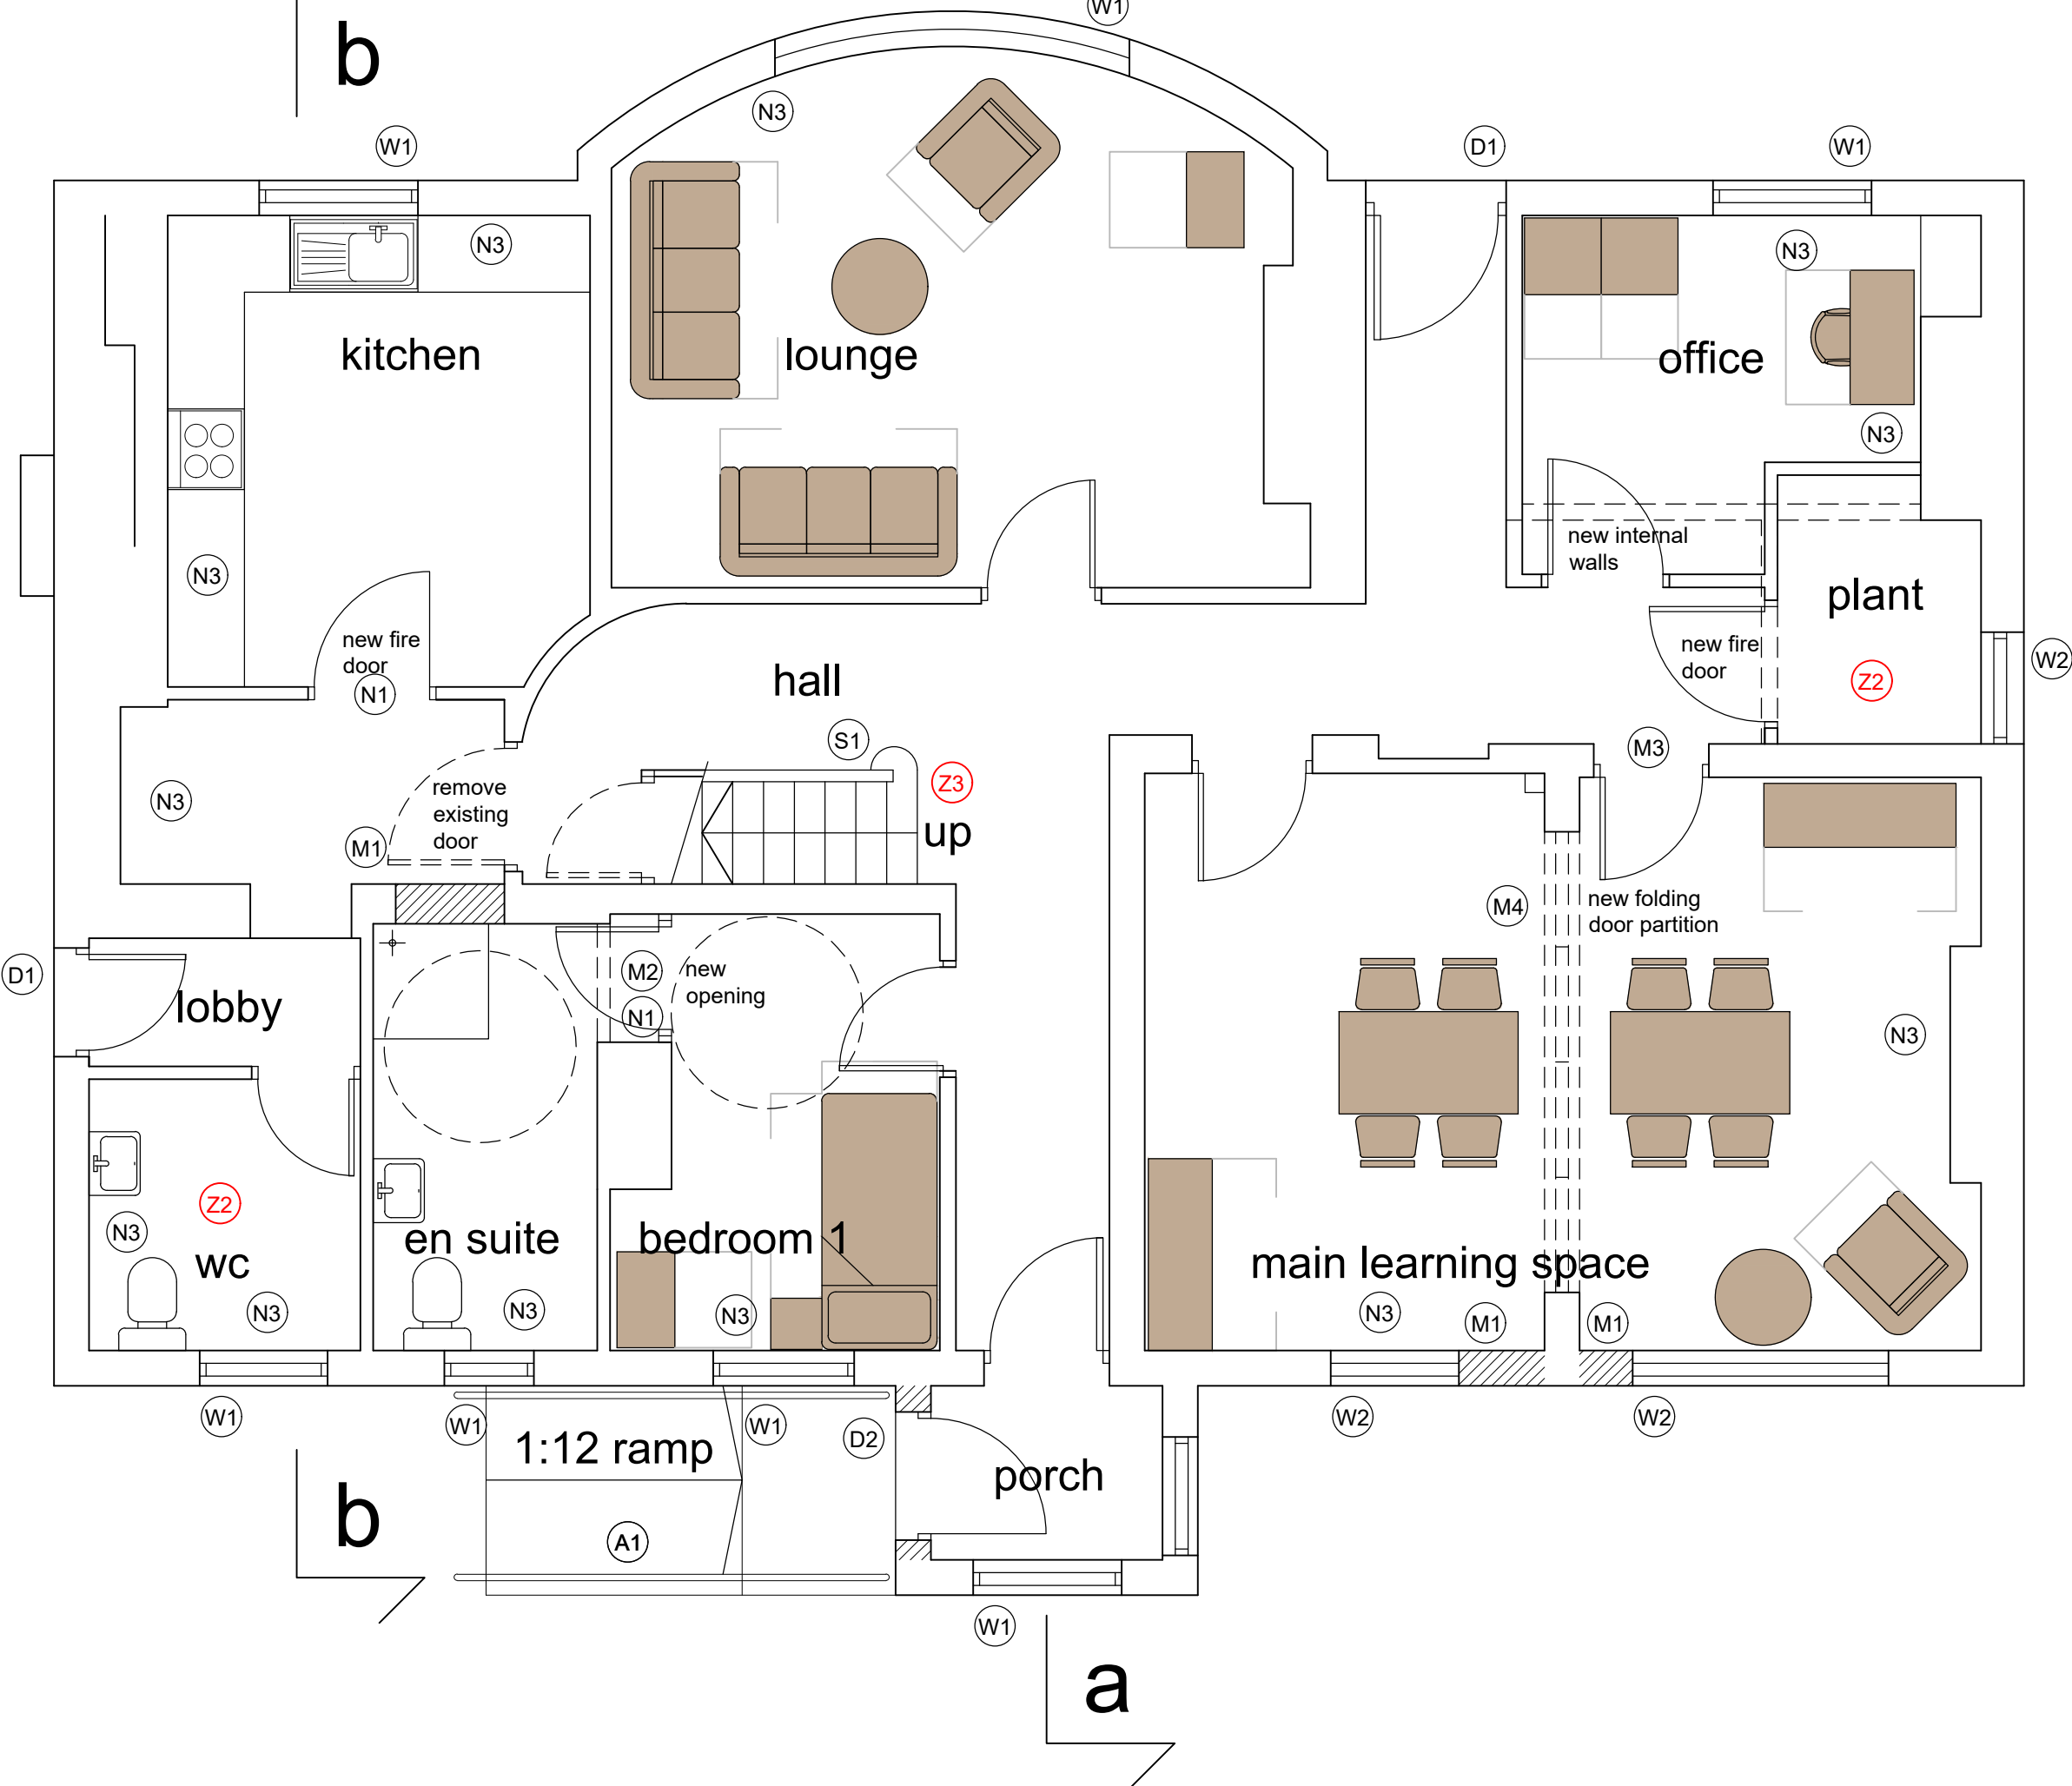 W1
b
N3
W1
D1
W1
N3
N3
kitchen
lounge
office
N3
new internal
walls
N3
plant
new fire
door
N1
new fire
door
W2
hall
Z2
S1
M3
Z3
N3
remove
existing
door
up
M1
new folding
door partition
M4
D1
M2
new
opening
lobby
N1
N3
Z2
N3
wc
en suite
bedroom 1
main learning space
N3
N3
N3
N3
M1
M1
W1
W1
W1
D2
W2
W2
1:12 ramp
porch
b
A1
W1
a